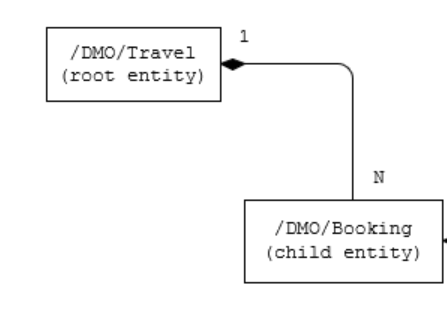 1
/DMO/Travel
(root entity)
N
/DMO/Booking
(child entity)